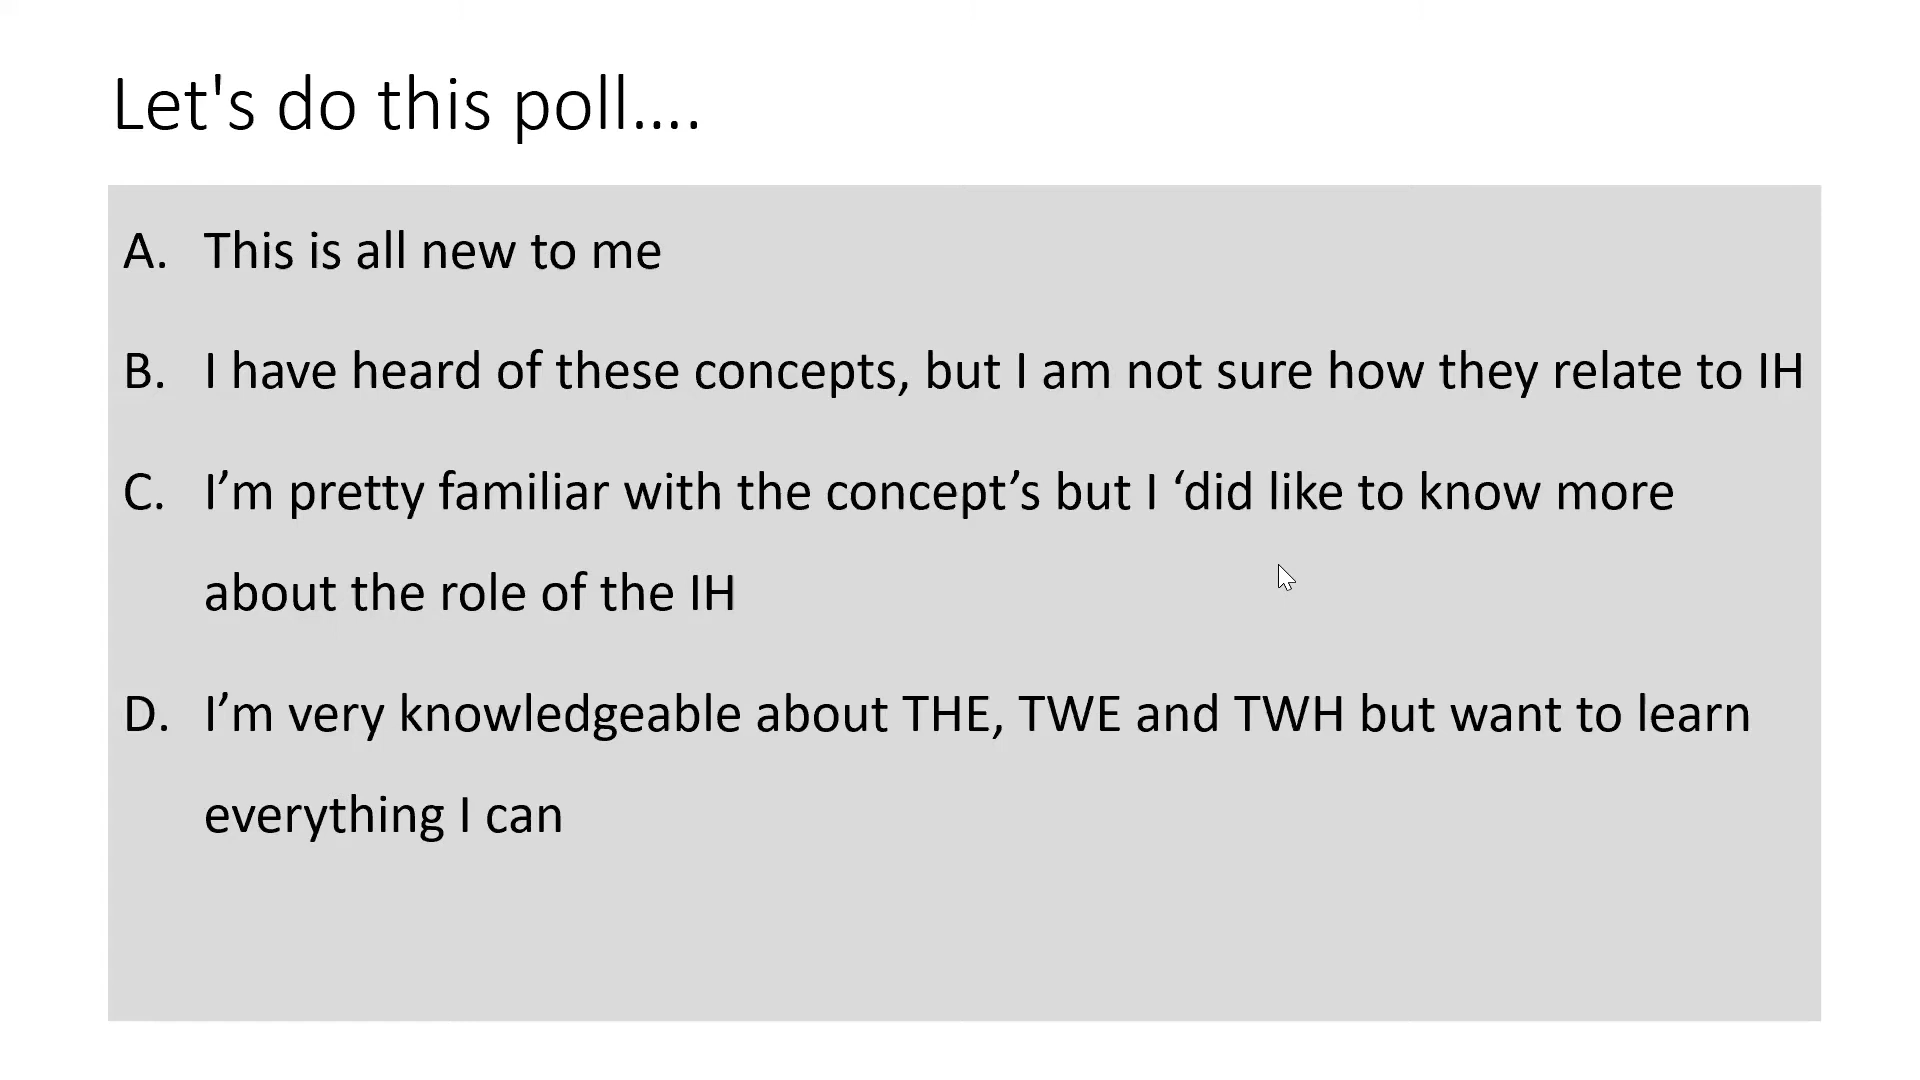 Let's do this poll....
A. This is all new to me
B. I have heard of these concepts, but I am not sure how they relate to IH
C. I’m pretty familiar with the concept’s but I ‘did like to know more
about the role of the IH
D. I’m very knowledgeable about THE, TWE and TWH but want to learn
everything I can